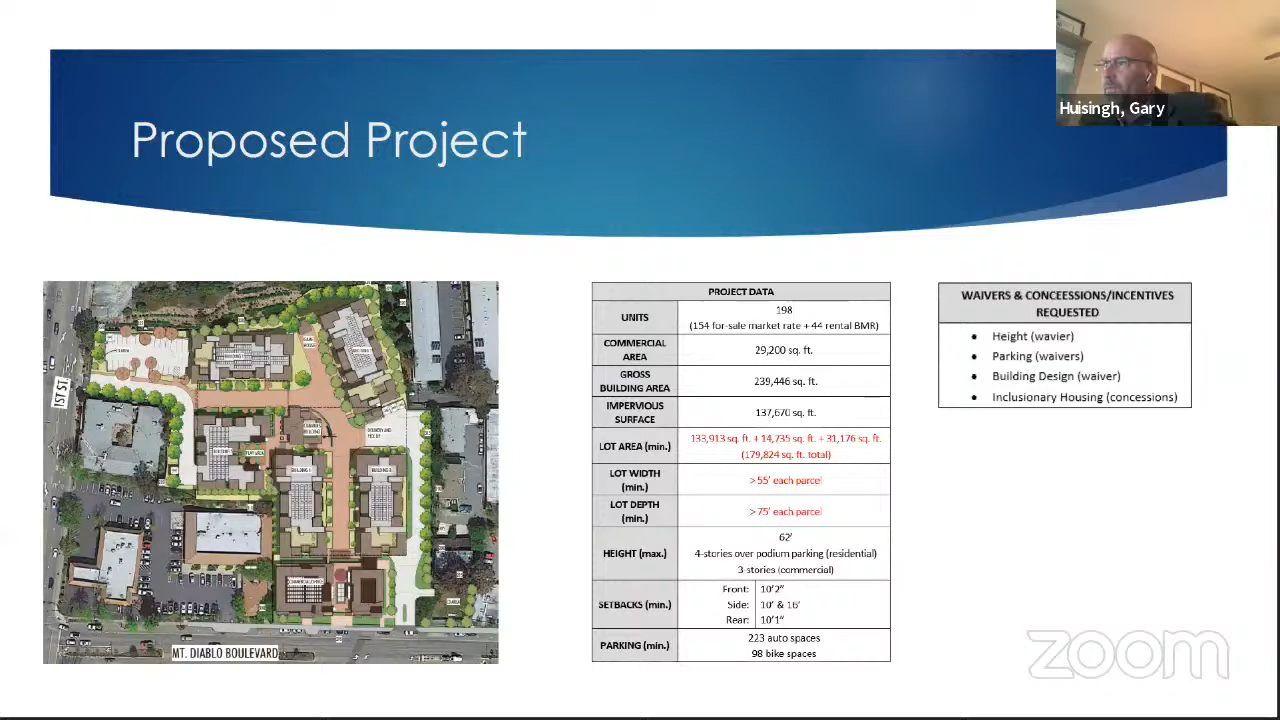 Huisingh, Gary
Proposed Project
1ST ST.
MT. DIABLO BOULEVARD
PROJECT DATA
UNITS
198
(154 for-sale market rate + 44 rental BMR)
COMMERCIAL
AREA
29,200 sq. ft.
GROSS
BUILDING AREA
239,446 sq. ft.
IMPERVIOUS
SURFACE
137,670 sq. ft.
LOT AREA (min.)
133,913 sq. ft. + 14,735 sq. ft. + 31,176 sq. ft.
(179,824 sq. ft. total)
LOT WIDTH
(min.)
>55' each parcel
LOT DEPTH
(min.)
>75' each parcel
HEIGHT (max.)
62'
4-stories over podium parking (residential)
3-stories (commercial)
SETBACKS (min.)
Front: 10'2"
Side: 10' & 16'
Rear: 10'1"
PARKING (min.)
223 auto spaces
98 bike spaces
WAIVERS & CONCEESSIONS/INCENTIVES
REQUESTED
• Height (wavier)
• Parking (waivers)
• Building Design (waiver)
• Inclusionary Housing (concessions)
zoom